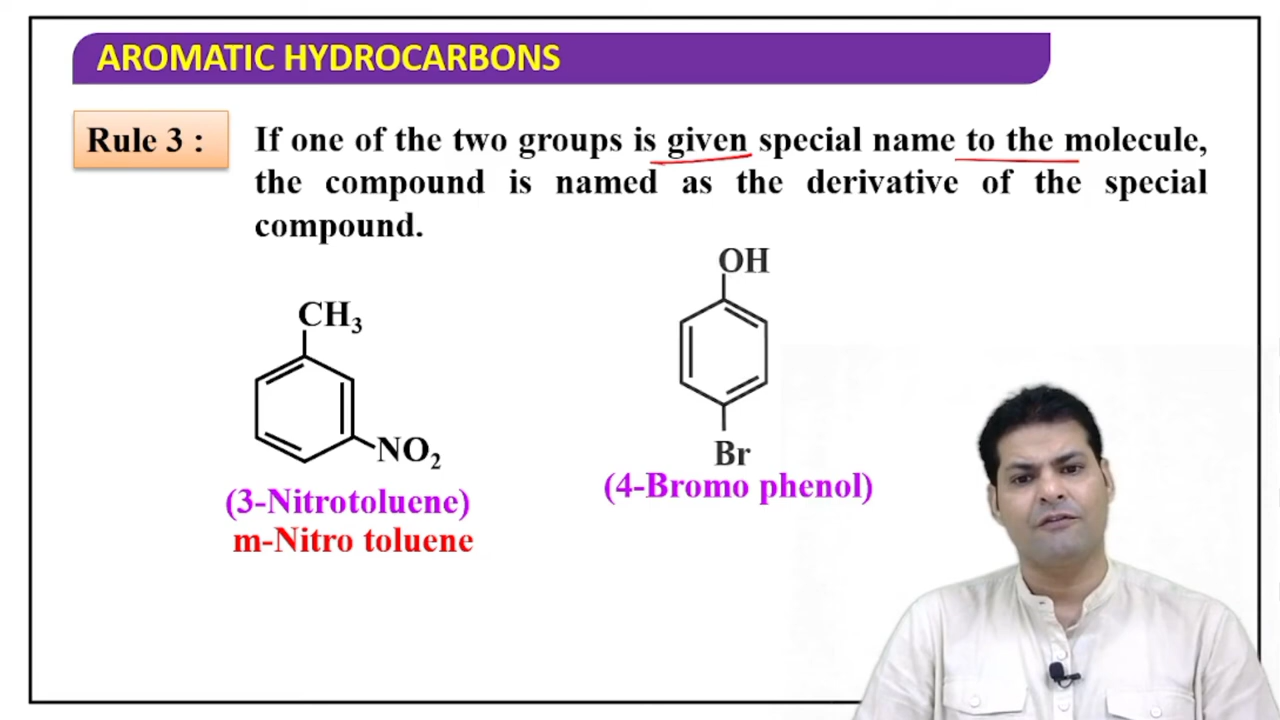 AROMATIC HYDROCARBONS
Rule 3 :
If one of the two groups is given special name to the molecule,
the compound is named as the derivative of the special
compound.
CH₃
NO₂
(3-Nitrotoluene)
m-Nitro toluene
OH
Br
(4-Bromo phenol)